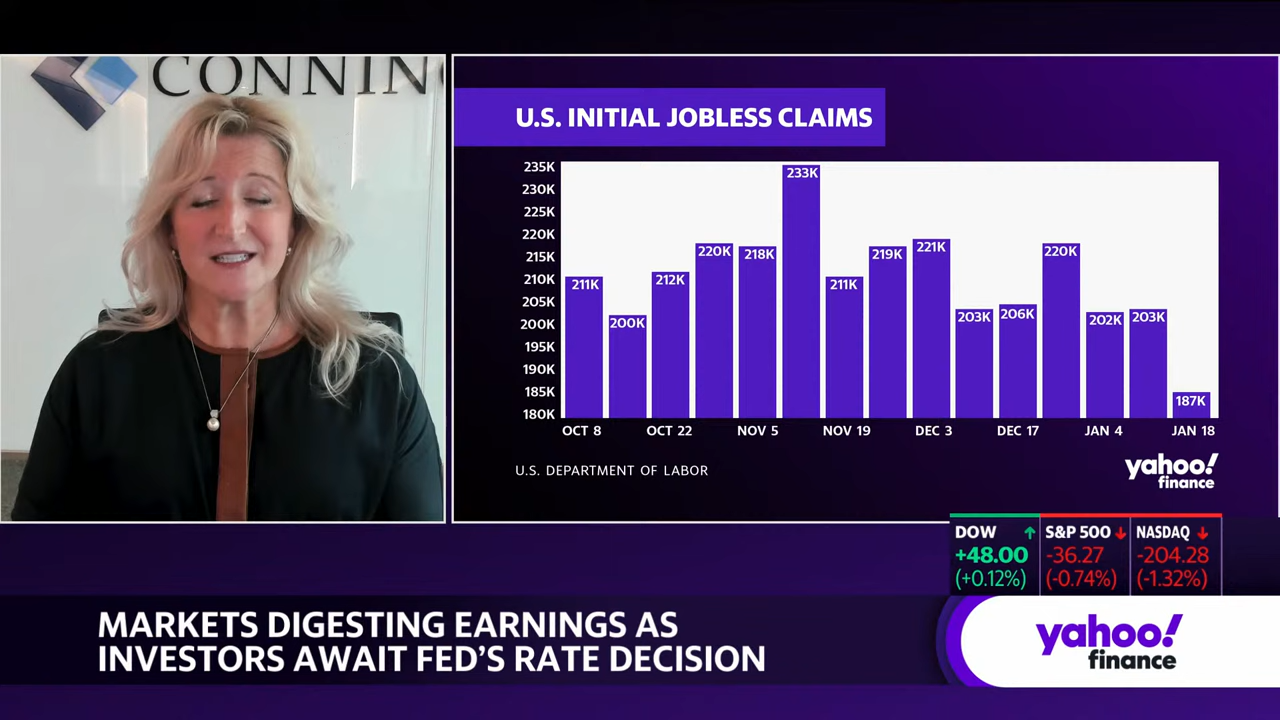 CONNIN
U.S. INITIAL JOBLESS CLAIMS
235K
230K
225K
220K
215K
210K
205K
200K
195K
190K
185K
180K
211K
200K
212K
220K
218K
233K
211K
219K
221K
203K
206K
220K
202K
203K
187K
OCT 8 OCT 22 NOV 5 NOV 19 DEC 3 DEC 17 JAN 4 JAN 18
U.S. DEPARTMENT OF LABOR
yahoo!
finance
DOW S&P 500 NASDAQ
+48.00 -36.27 -204.28
(+0.12%) (-0.74%) (-1.32%)
MARKETS DIGESTING EARNINGS AS
INVESTORS AWAIT FED'S RATE DECISION
yahoo!
finance